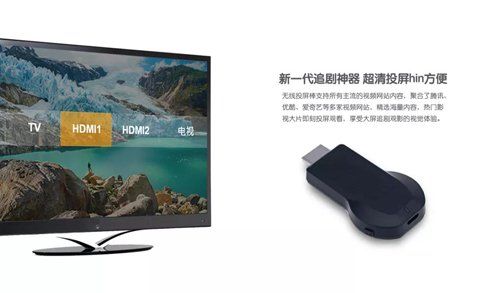 TV
HDMI1
HDMI2
电视
新一代追剧神器 超清投屏hin方便
无线投屏棒支持所有主流的视频网站内容，聚合了腾讯、
优酷、爱奇艺等多家视频网站，精选海量内容，热门影
视大片即刻投屏观看，享受大屏追剧观影的视觉体验。